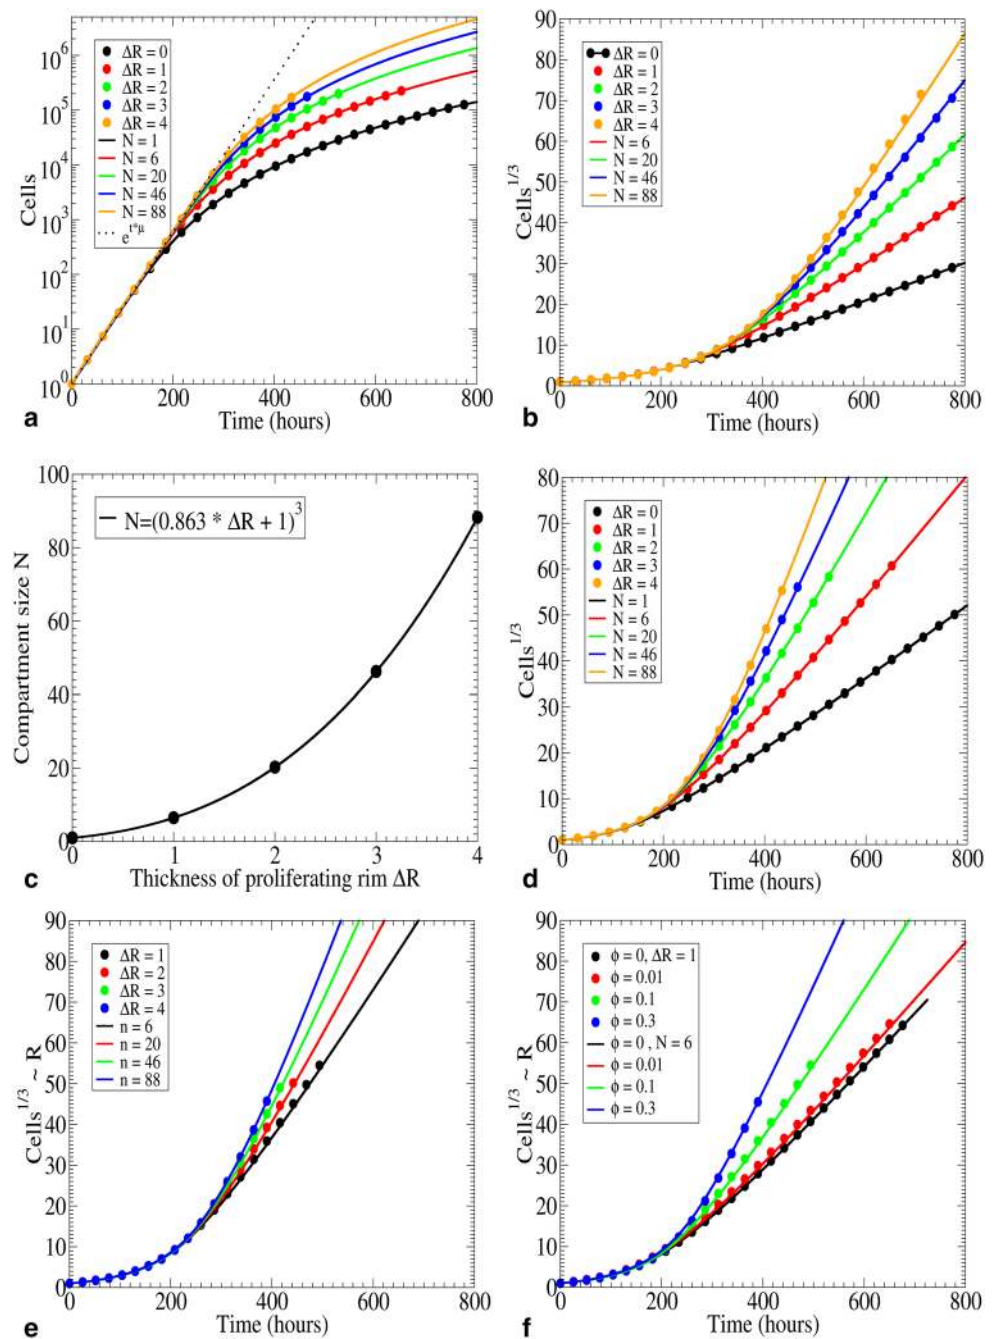 10^6
10^5
10^4
10^3
10^2
10^1
10^0
Cells
ΔR = 0
ΔR = 1
ΔR = 2
ΔR = 3
ΔR = 4
N = 1
N = 6
N = 20
N = 46
N = 88
e^{t*μ}
0 200 400 600 800
Time (hours)
a
90
80
70
60
50
40
30
20
10
0
Cells^{1/3}
ΔR = 0
ΔR = 1
ΔR = 2
ΔR = 3
ΔR = 4
N = 6
N = 20
N = 46
N = 88
0 200 400 600 800
Time (hours)
b
100
80
60
40
20
0
Compartment size N
N=(0.863 * ΔR + 1)^3
0 1 2 3 4
Thickness of proliferating rim ΔR
c
80
70
60
50
40
30
20
10
0
Cells^{1/3}
ΔR = 0
ΔR = 1
ΔR = 2
ΔR = 3
ΔR = 4
N = 1
N = 6
N = 20
N = 46
N = 88
0 200 400 600 800
Time (hours)
d
90
80
70
60
50
40
30
20
10
0
Cells^{1/3} ~ R
ΔR = 1
ΔR = 2
ΔR = 3
ΔR = 4
n = 6
n = 20
n = 46
n = 88
0 200 400 600 800
Time (hours)
e
90
80
70
60
50
40
30
20
10
0
Cells^{1/3} ~ R
ϕ = 0, ΔR = 1
ϕ = 0.01
ϕ = 0.1
ϕ = 0.3
ϕ = 0 , N = 6
ϕ = 0.01
ϕ = 0.1
ϕ = 0.3
0 200 400 600 800
Time (hours)
f